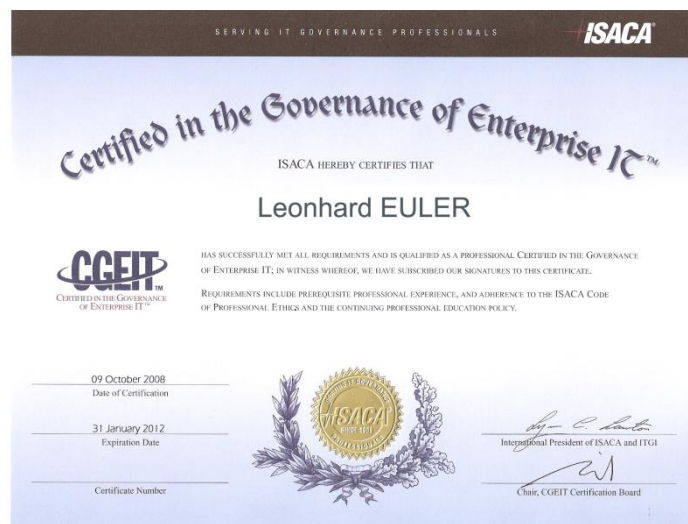 SERVING IT GOVERNANCE PROFESSIONALS
ISACA®
Certified in the Governance of Enterprise IT™
ISACA HEREBY CERTIFIES THAT
Leonhard EULER
CGEIT™
CERTIFIED IN THE GOVERNANCE
OF ENTERPRISE IT™
HAS SUCCESSFULLY MET ALL REQUIREMENTS AND IS QUALIFIED AS A PROFESSIONAL CERTIFIED IN THE GOVERNANCE
OF ENTERPRISE IT; IN WITNESS WHEREOF, WE HAVE SUBSCRIBED OUR SIGNATURES TO THIS CERTIFICATE.
REQUIREMENTS INCLUDE PREREQUISITE PROFESSIONAL EXPERIENCE, AND ADHERENCE TO THE ISACA CODE
OF PROFESSIONAL ETHICS AND THE CONTINUING PROFESSIONAL EDUCATION POLICY.
09 October 2008
Date of Certification
31 January 2012
Expiration Date
Certificate Number
ISACA
PROFESSIONALS
International President of ISACA and ITGI
Chair, CGEIT Certification Board